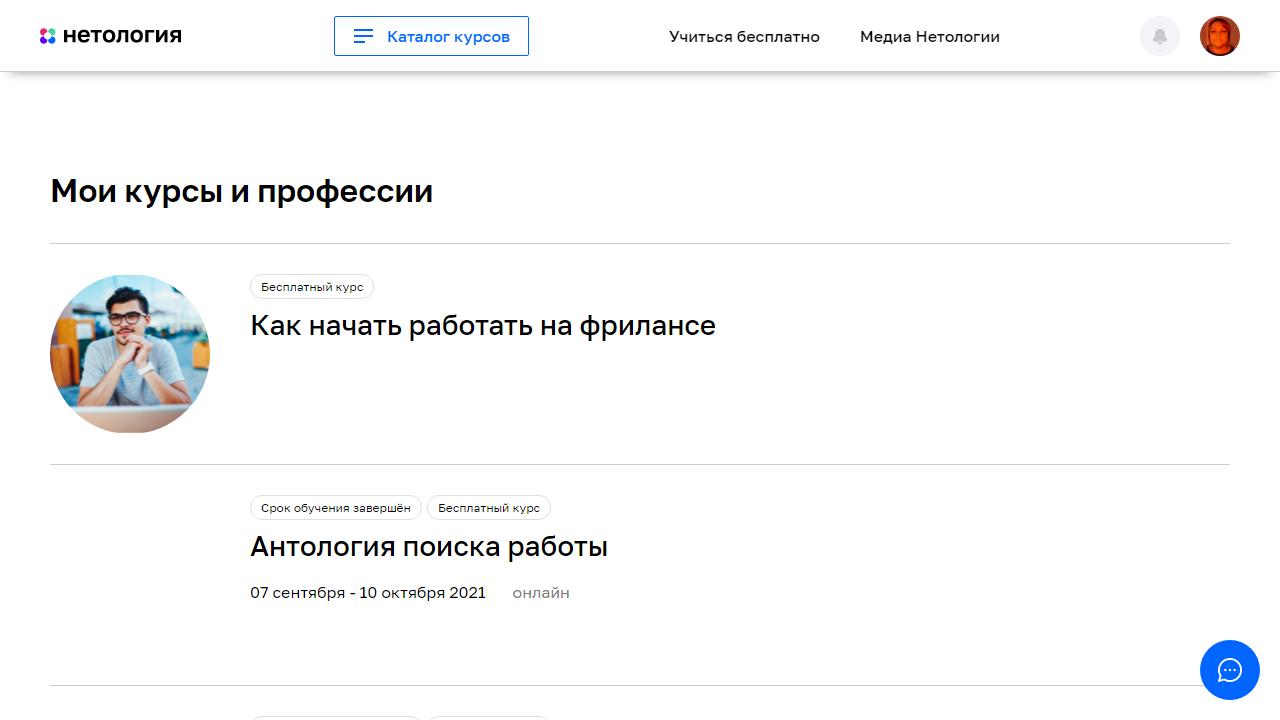 нетология
Каталог курсов
Учиться бесплатно
Медиа Нетологии
Мои курсы и профессии
Бесплатный курс
Как начать работать на фрилансе
Срок обучения завершён
Бесплатный курс
Антология поиска работы
07 сентября - 10 октября 2021 онлайн